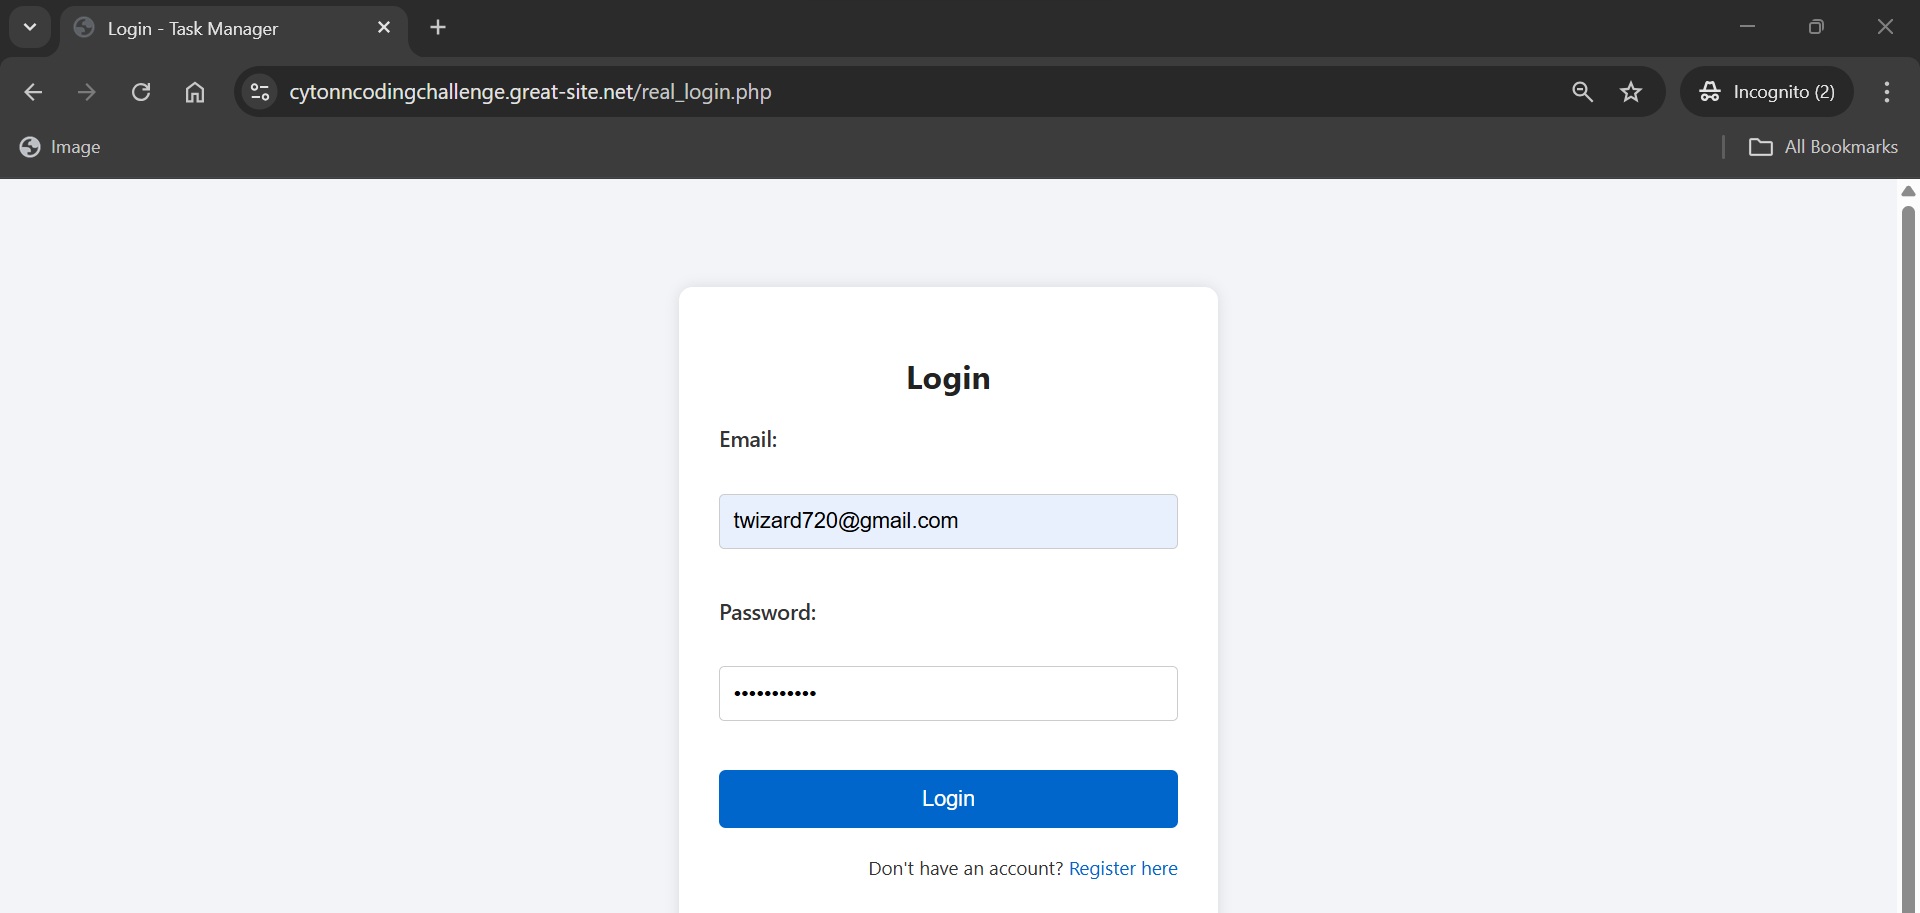 Login - Task Manager
cytonncodingchallenge.great-site.net/real_login.php
Incognito (2)
Image
All Bookmarks
Login
Email:
twizard720@gmail.com
Password:
•••••••••••
Login
Don't have an account? Register here